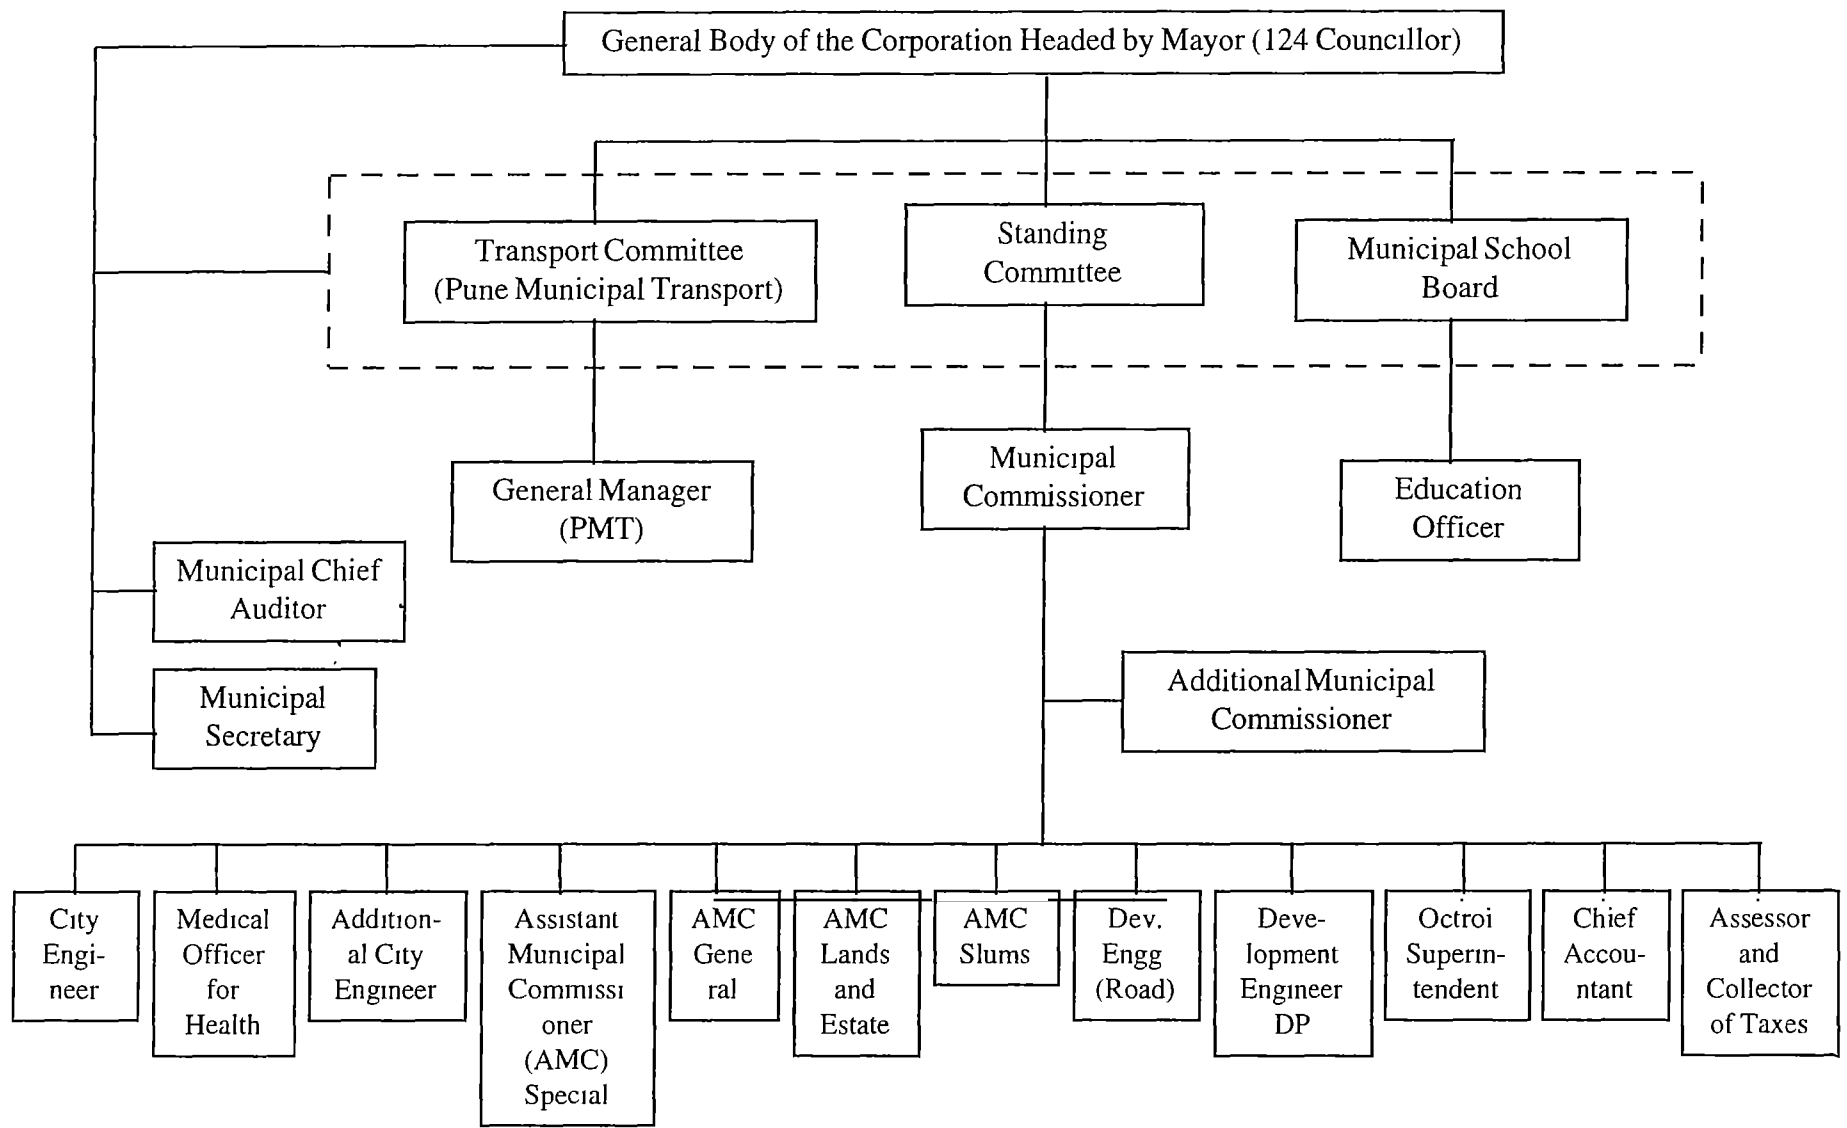 General Body of the Corporation Headed by Mayor (124 Councillor)
Transport Committee
(Pune Municipal Transport)
Standing
Committee
Municipal School
Board
General Manager
(PMT)
Municipal
Commissioner
Education
Officer
Municipal Chief
Auditor
Municipal
Secretary
Additional Municipal
Commissioner
City
Engi-
neer
Medical
Officer
for
Health
Addition-
al City
Engineer
Assistant
Municipal
Commissi
oner
(AMC)
Special
AMC
Gene
ral
AMC
Lands
and
Estate
AMC
Slums
Dev.
Engg
(Road)
Deve-
lopment
Engineer
DP
Octroi
Superin-
tendent
Chief
Accou-
ntant
Assessor
and
Collector
of Taxes